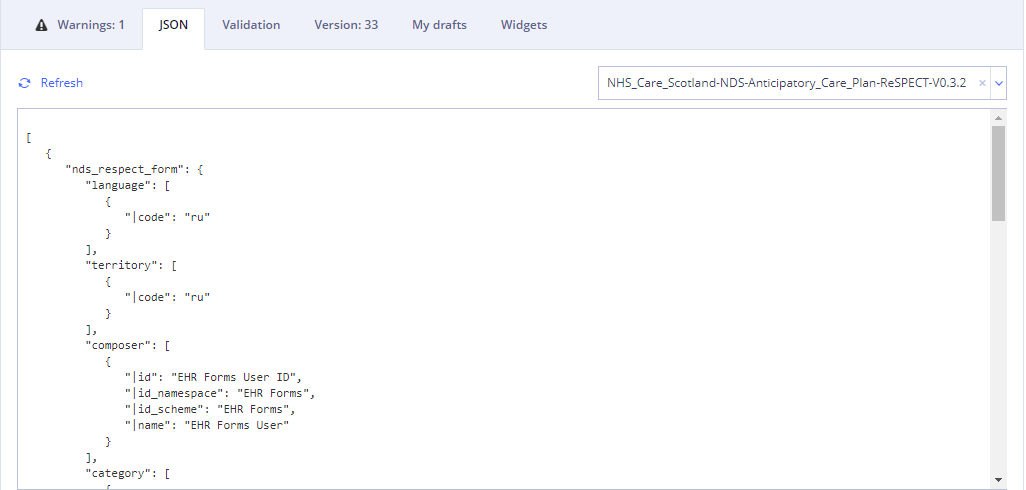 Warnings: 1 JSON Validation Version: 33 My drafts Widgets
Refresh NHS_Care_Scotland-NDS-Anticipatory_Care_Plan-ReSPECT-V0.3.2 ×
[
{
"nds_respect_form": {
"language": [
{
"|code": "ru"
}
],
"territory": [
{
"|code": "ru"
}
],
"composer": [
{
"|id": "EHR Forms User ID",
"|id_namespace": "EHR Forms",
"|id_scheme": "EHR Forms",
"|name": "EHR Forms User"
}
],
"category": [
{